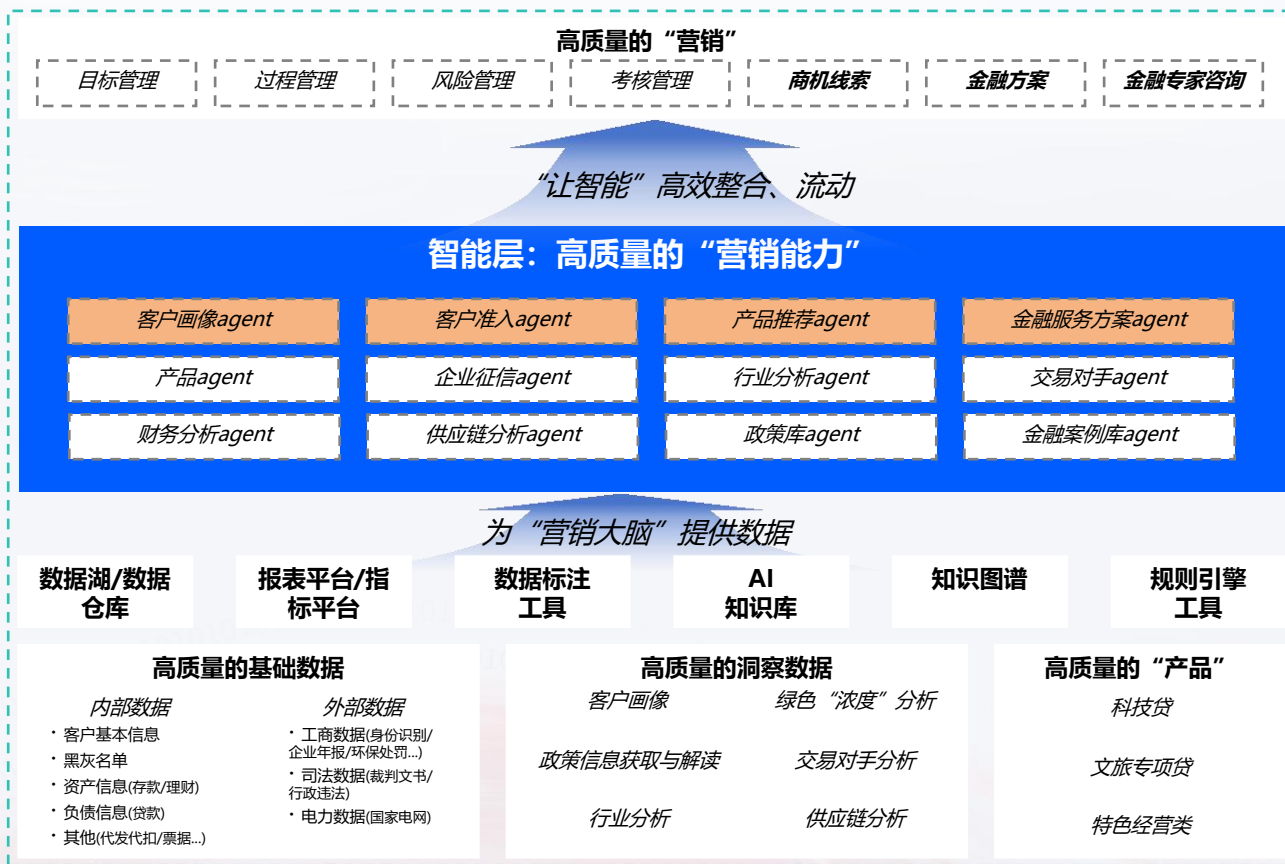 高质量的“营销”
目标管理
过程管理
风险管理
考核管理
商机线索
金融方案
金融专家咨询
“让智能”高效整合、流动
智能层：高质量的“营销能力”
客户画像agent
客户准入agent
产品推荐agent
金融服务方案agent
产品agent
企业征信agent
行业分析agent
交易对手agent
财务分析agent
供应链分析agent
政策库agent
金融案例库agent
为“营销大脑”提供数据
数据湖/数据
仓库
报表平台/指
标平台
数据标注
工具
AI
知识库
知识图谱
规则引擎
工具
高质量的基础数据
内部数据
· 客户基本信息
· 黑灰名单
· 资产信息(存款/理财)
· 负债信息(贷款)
· 其他(代发代扣/票据...)
外部数据
· 工商数据(身份识别/
企业年报/环保处罚...)
· 司法数据(裁判文书/
行政违法)
· 电力数据(国家电网)
高质量的洞察数据
客户画像
绿色“浓度”分析
政策信息获取与解读
交易对手分析
行业分析
供应链分析
高质量的“产品”
科技贷
文旅专项贷
特色经营类